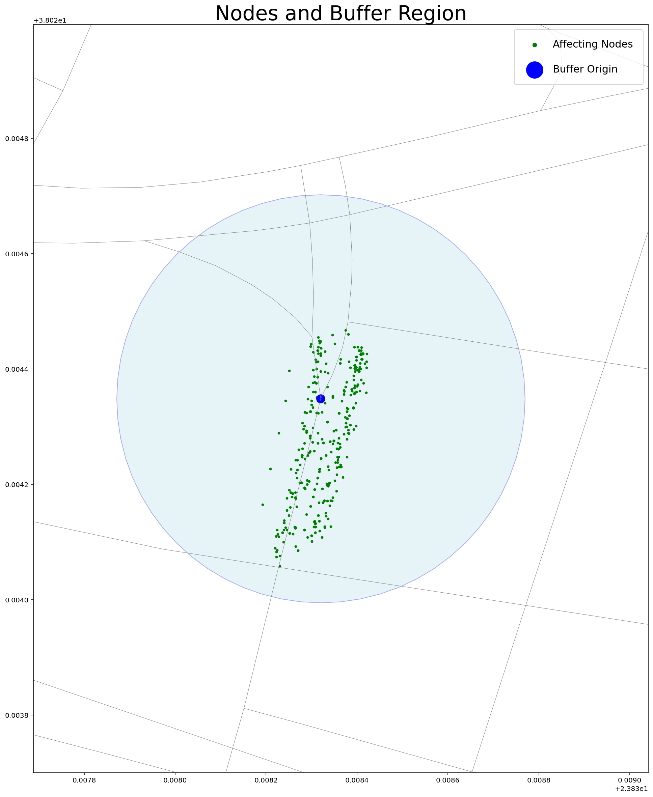 Nodes and Buffer Region
+3.802e1
Affecting Nodes
Buffer Origin
0.0048
0.0046
0.0044
0.0042
0.0040
0.0038
0.0078 0.0080 0.0082 0.0084 0.0086 0.0088 0.0090
+2.383e1